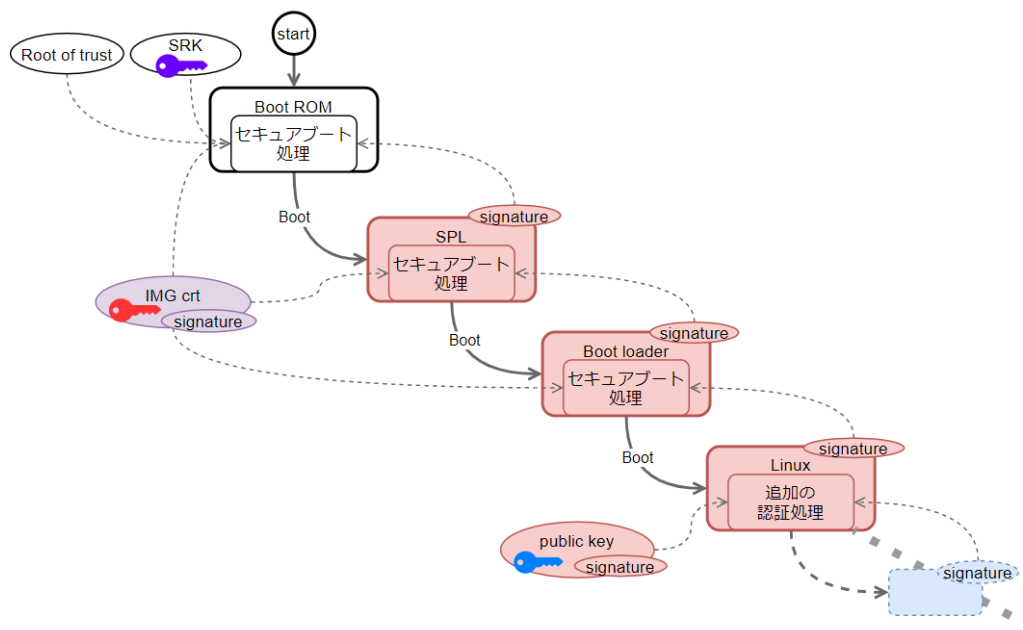 start
Root of trust
SRK
Boot ROM
セキュアブート
処理
Boot
signature
SPL
セキュアブート
処理
IMG crt
signature
Boot
signature
Boot loader
セキュアブート
処理
Boot
signature
Linux
追加の
認証処理
public key
signature
signature